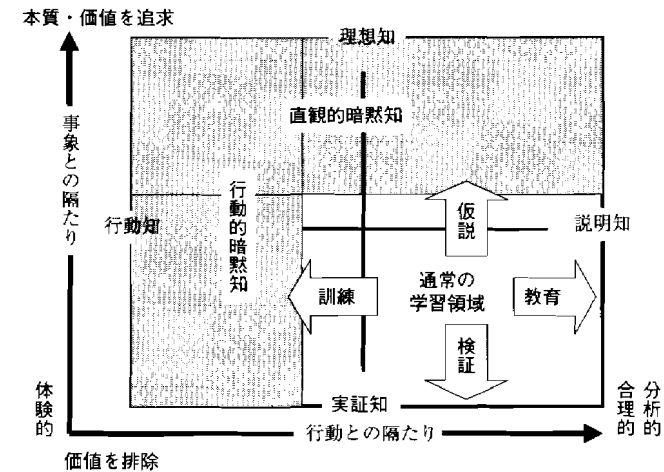 本質・価値を追求
理想知
直観的暗黙知
事象との隔たり
行動知
行動的暗黙知
仮説
説明知
訓練
通常の
学習領域
教育
検証
実証知
体験的
行動との隔たり
合理的
分析的
価値を排除